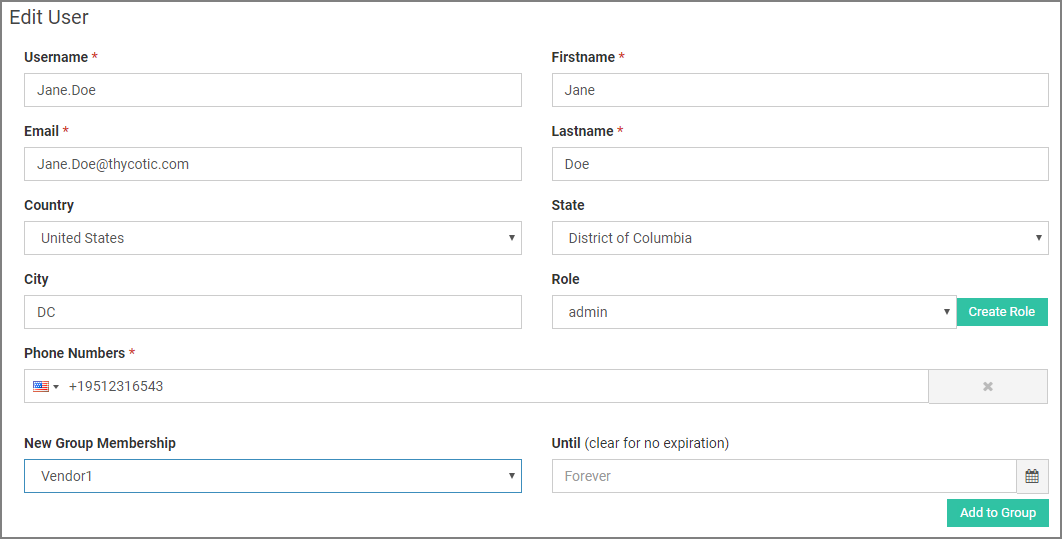 Edit User
Username *
Firstname *
Jane.Doe
Jane
Email *
Lastname *
Jane.Doe@thycotic.com
Doe
Country
State
United States
District of Columbia
City
Role
DC
admin
Create Role
Phone Numbers *
+19512316543
New Group Membership
Until (clear for no expiration)
Vendor1
Forever
Add to Group